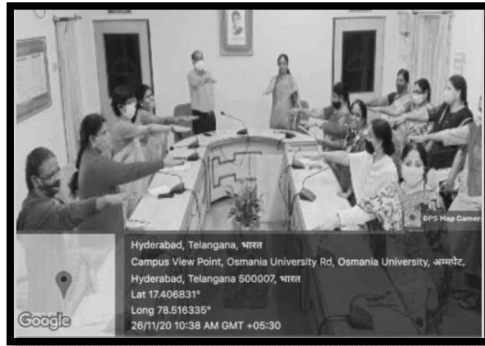 GPS Map Camera
Hyderabad, Telangana, भारत
Campus View Point, Osmania University Rd, Osmania University, अम्मपेट,
Hyderabad, Telangana 500007, भारत
Lat 17.406831°
Long 78.516335°
26/11/20 10:38 AM GMT +05:30
Google